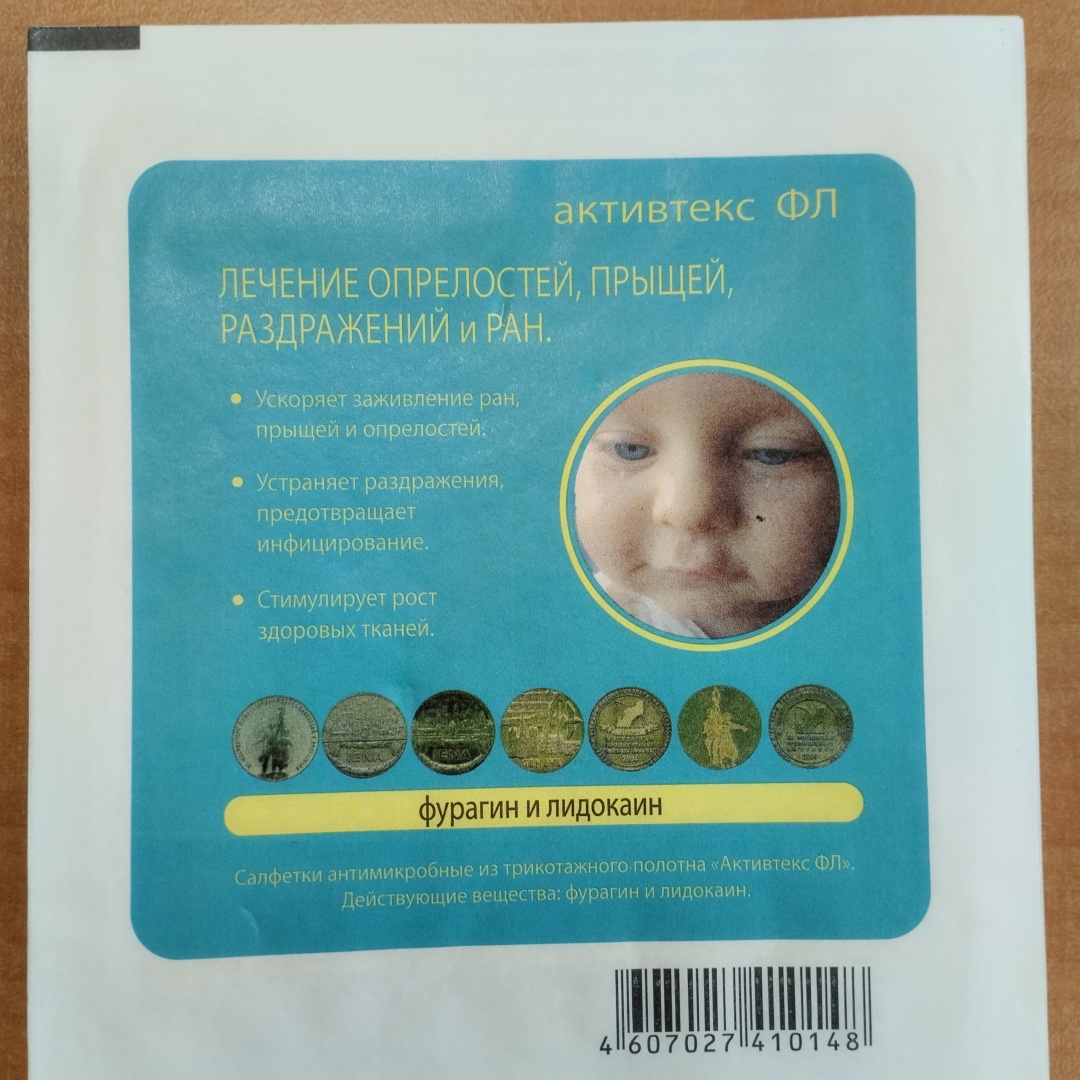 активтекс ФЛ
ЛЕЧЕНИЕ ОПРЕЛОСТЕЙ, ПРЫЩЕЙ,
РАЗДРАЖЕНИЙ и РАН.
• Ускоряет заживление ран,
прыщей и опрелостей.
• Устраняет раздражения,
предотвращает
инфицирование.
• Стимулирует рост
здоровых тканей.
фурагин и лидокаин
Салфетки антимикробные из трикотажного полотна «Активтекс ФЛ».
Действующие вещества: фурагин и лидокаин.
4 607027 410148